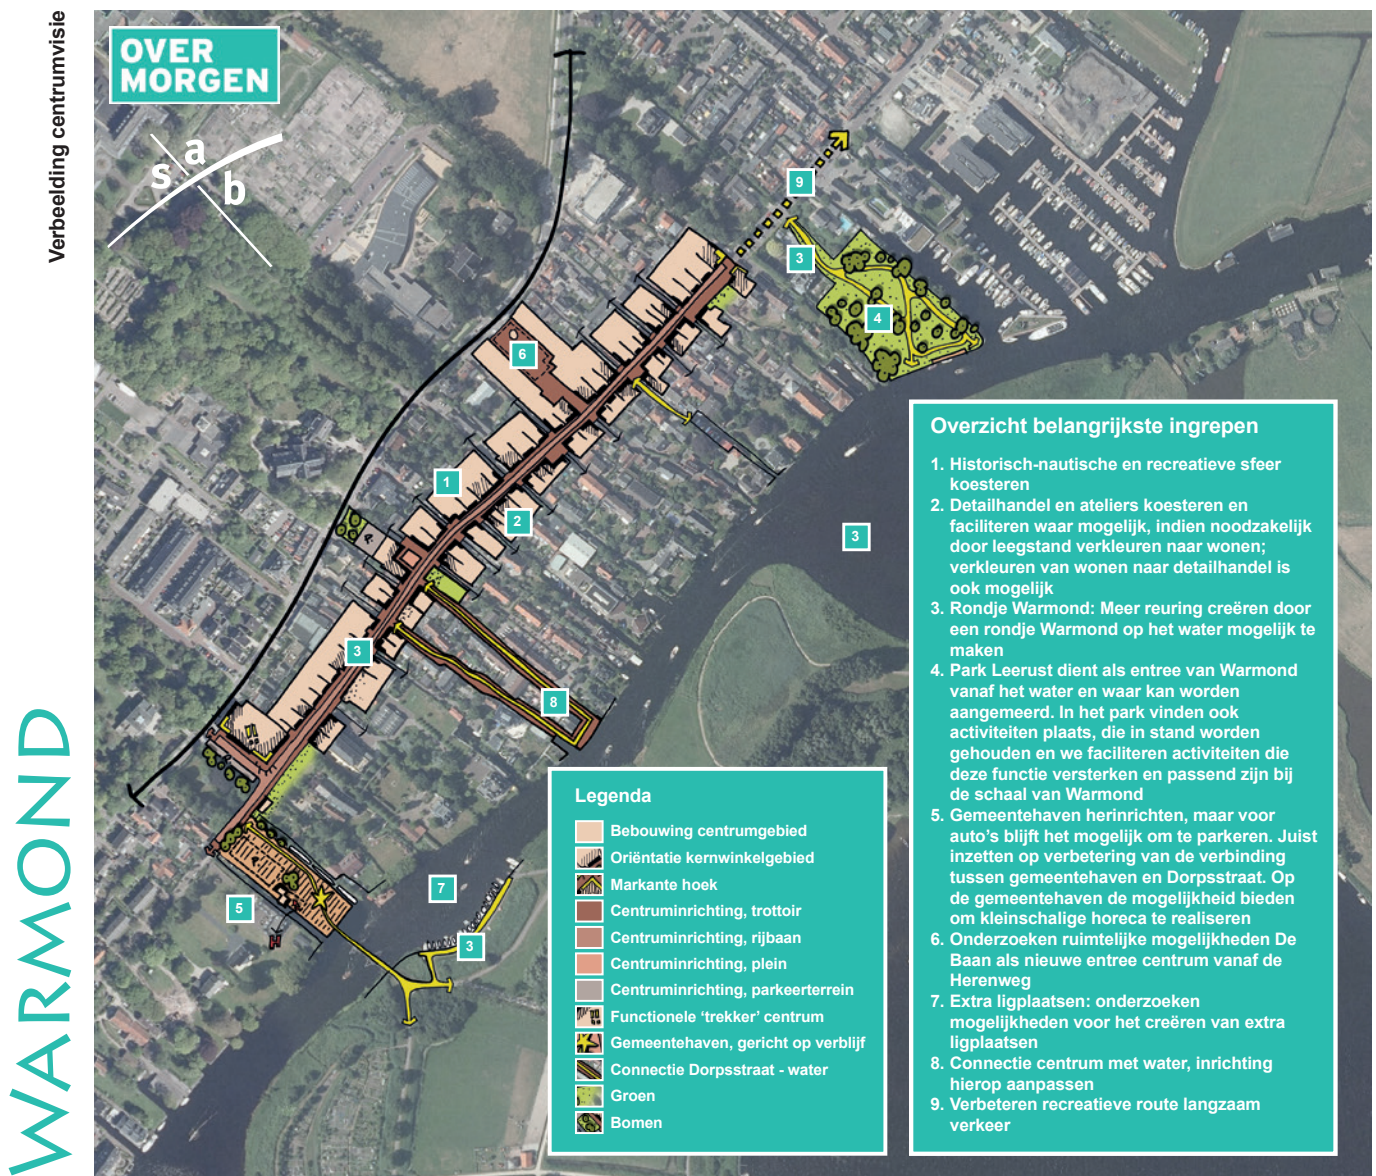 Verbeelding centrumvisie
WARMOND
OVER
MORGEN
s a b
9
3
4
6
1
2
3
3
8
7
5
3
Overzicht belangrijkste ingrepen
1. Historisch-nautische en recreatieve sfeer
koesteren
2. Detailhandel en ateliers koesteren en
faciliteren waar mogelijk, indien noodzakelijk
door leegstand verkleuren naar wonen;
verkleuren van wonen naar detailhandel is
ook mogelijk
3. Rondje Warmond: Meer reuring creëren door
een rondje Warmond op het water mogelijk te
maken
4. Park Leerust dient als entree van Warmond
vanaf het water en waar kan worden
aangemeerd. In het park vinden ook
activiteiten plaats, die in stand worden
gehouden en we faciliteren activiteiten die
deze functie versterken en passend zijn bij
de schaal van Warmond
5. Gemeentehaven herinrichten, maar voor
auto’s blijft het mogelijk om te parkeren. Juist
inzetten op verbetering van de verbinding
tussen gemeentehaven en Dorpsstraat. Op
de gemeentehaven de mogelijkheid bieden
om kleinschalige horeca te realiseren
6. Onderzoeken ruimtelijke mogelijkheden De
Baan als nieuwe entree centrum vanaf de
Herenweg
7. Extra ligplaatsen: onderzoeken
mogelijkheden voor het creëren van extra
ligplaatsen
8. Connectie centrum met water, inrichting
hierop aanpassen
9. Verbeteren recreatieve route langzaam
verkeer
Legenda
Bebouwing centrumgebied
Oriëntatie kernwinkelgebied
Markante hoek
Centruminrichting, trottoir
Centruminrichting, rijbaan
Centruminrichting, plein
Centruminrichting, parkeerterrein
Functionele ‘trekker’ centrum
Gemeentehaven, gericht op verblijf
Connectie Dorpsstraat - water
Groen
Bomen